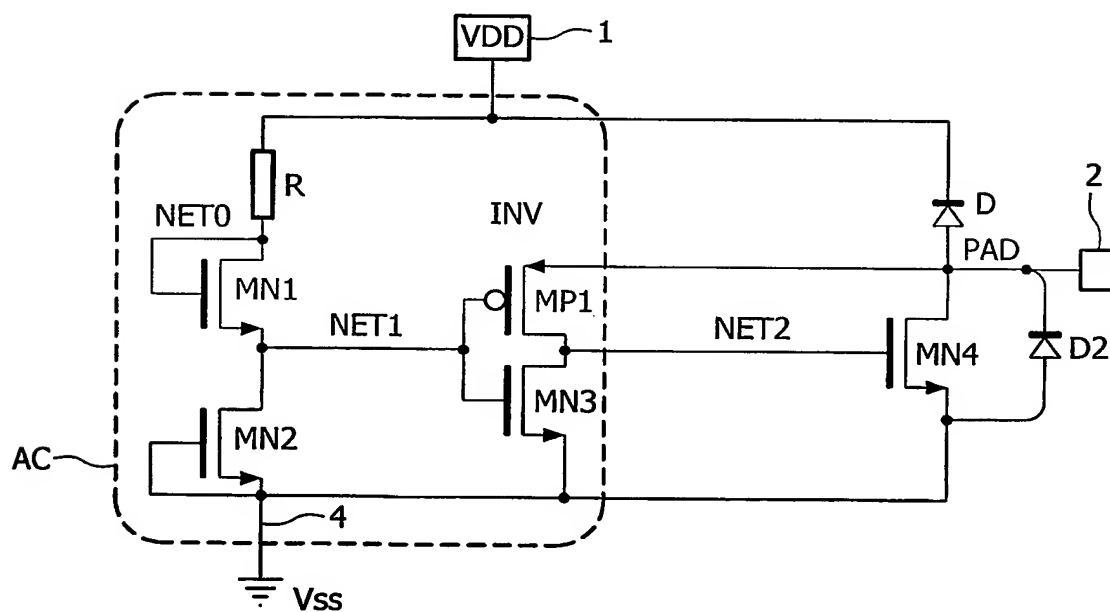 VDD
1
R
INV
NET0
D
2
PAD
MN1
MP1
NET1
NET2
MN4
D2
MN3
MN2
AC
4
Vss